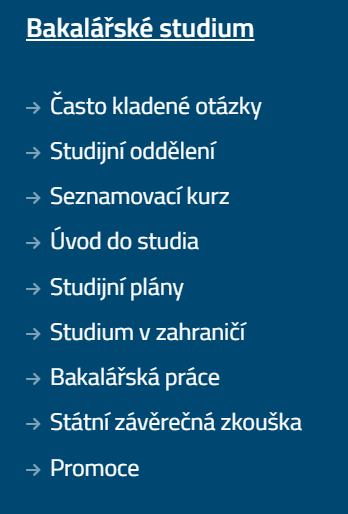 Bakalářské studium
→ Často kladené otázky
→ Studijní oddělení
→ Seznamovací kurz
→ Úvod do studia
→ Studijní plány
→ Studium v zahraničí
→ Bakalářská práce
→ Státní závěrečná zkouška
→ Promoce